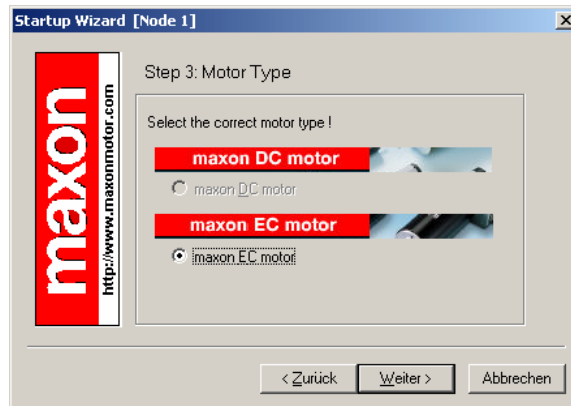 Startup Wizard [Node 1]
maxon
http://www.maxonmotor.com
Step 3: Motor Type
Select the correct motor type !
maxon DC motor
maxon DC motor
maxon EC motor
maxon EC motor
< Zurück
Weiter >
Abbrechen